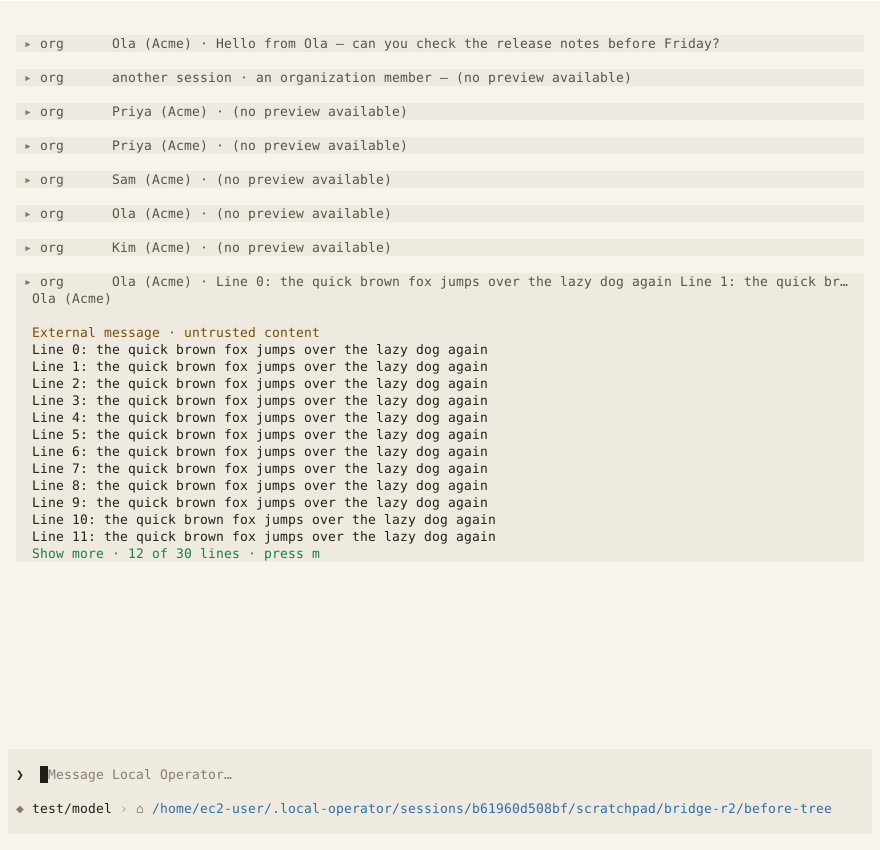 ▸ org      Ola (Acme) · Hello from Ola — can you check the release notes before Friday?
▸ org      another session · an organization member — (no preview available)
▸ org      Priya (Acme) · (no preview available)
▸ org      Priya (Acme) · (no preview available)
▸ org      Sam (Acme) · (no preview available)
▸ org      Ola (Acme) · (no preview available)
▸ org      Kim (Acme) · (no preview available)
▸ org      Ola (Acme) · Line 0: the quick brown fox jumps over the lazy dog again Line 1: the quick br…
Ola (Acme)
External message · untrusted content
Line 0: the quick brown fox jumps over the lazy dog again
Line 1: the quick brown fox jumps over the lazy dog again
Line 2: the quick brown fox jumps over the lazy dog again
Line 3: the quick brown fox jumps over the lazy dog again
Line 4: the quick brown fox jumps over the lazy dog again
Line 5: the quick brown fox jumps over the lazy dog again
Line 6: the quick brown fox jumps over the lazy dog again
Line 7: the quick brown fox jumps over the lazy dog again
Line 8: the quick brown fox jumps over the lazy dog again
Line 9: the quick brown fox jumps over the lazy dog again
Line 10: the quick brown fox jumps over the lazy dog again
Line 11: the quick brown fox jumps over the lazy dog again
Show more · 12 of 30 lines · press m
❯ Message Local Operator…
◆ test/model › ⌂ /home/ec2-user/.local-operator/sessions/b61960d508bf/scratchpad/bridge-r2/before-tree